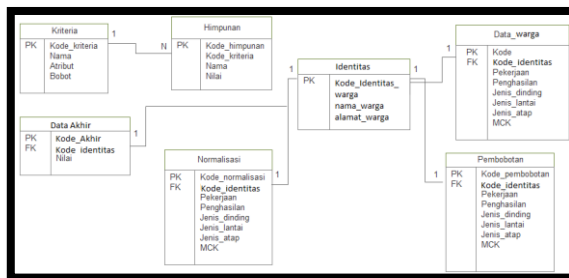 Kriteria
PK Kode_kriteria
Nama
Atribut
Bobot
1
N
Himpunan
PK Kode_himpunan
Kode_kriteria
Nama
Nilai
Identitas
PK Kode_Identitas_
warga
nama_warga
alamat_warga
1
1
1
1
Data_warga
PK Kode
FK Kode_identitas
Pekerjaan
Penghasilan
Jenis_dinding
Jenis_lantai
Jenis_atap
MCK
Data Akhir
PK Kode_Akhir
FK Kode_identitas
Nilai
1
Normalisasi
PK Kode_normalisasi
FK Kode_identitas
Pekerjaan
Penghasilan
Jenis_dinding
Jenis_lantai
Jenis_atap
MCK
1
Pembobotan
PK Kode_pembobotan
FK Kode_identitas
Pekerjaan
Penghasilan
Jenis_dinding
Jenis_lantai
Jenis_atap
MCK